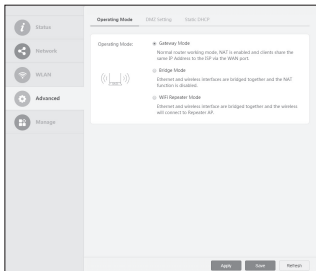 Operating Mode DMZ Setting Static DHCP
Status
Network
WLAN
Advanced
Manage
Operating Mode:
Gateway Mode
Normal router working mode, NAT is enabled and clients share the
same IP Address to the ISP via the WAN port.
Bridge Mode
Ethernet and wireless interfaces are bridged together and the NAT
function is disabled.
WiFi Repeater Mode
Ethernet and wireless interface are bridged together and the wireless
will connect to Repeater AP.
Apply Save Refresh